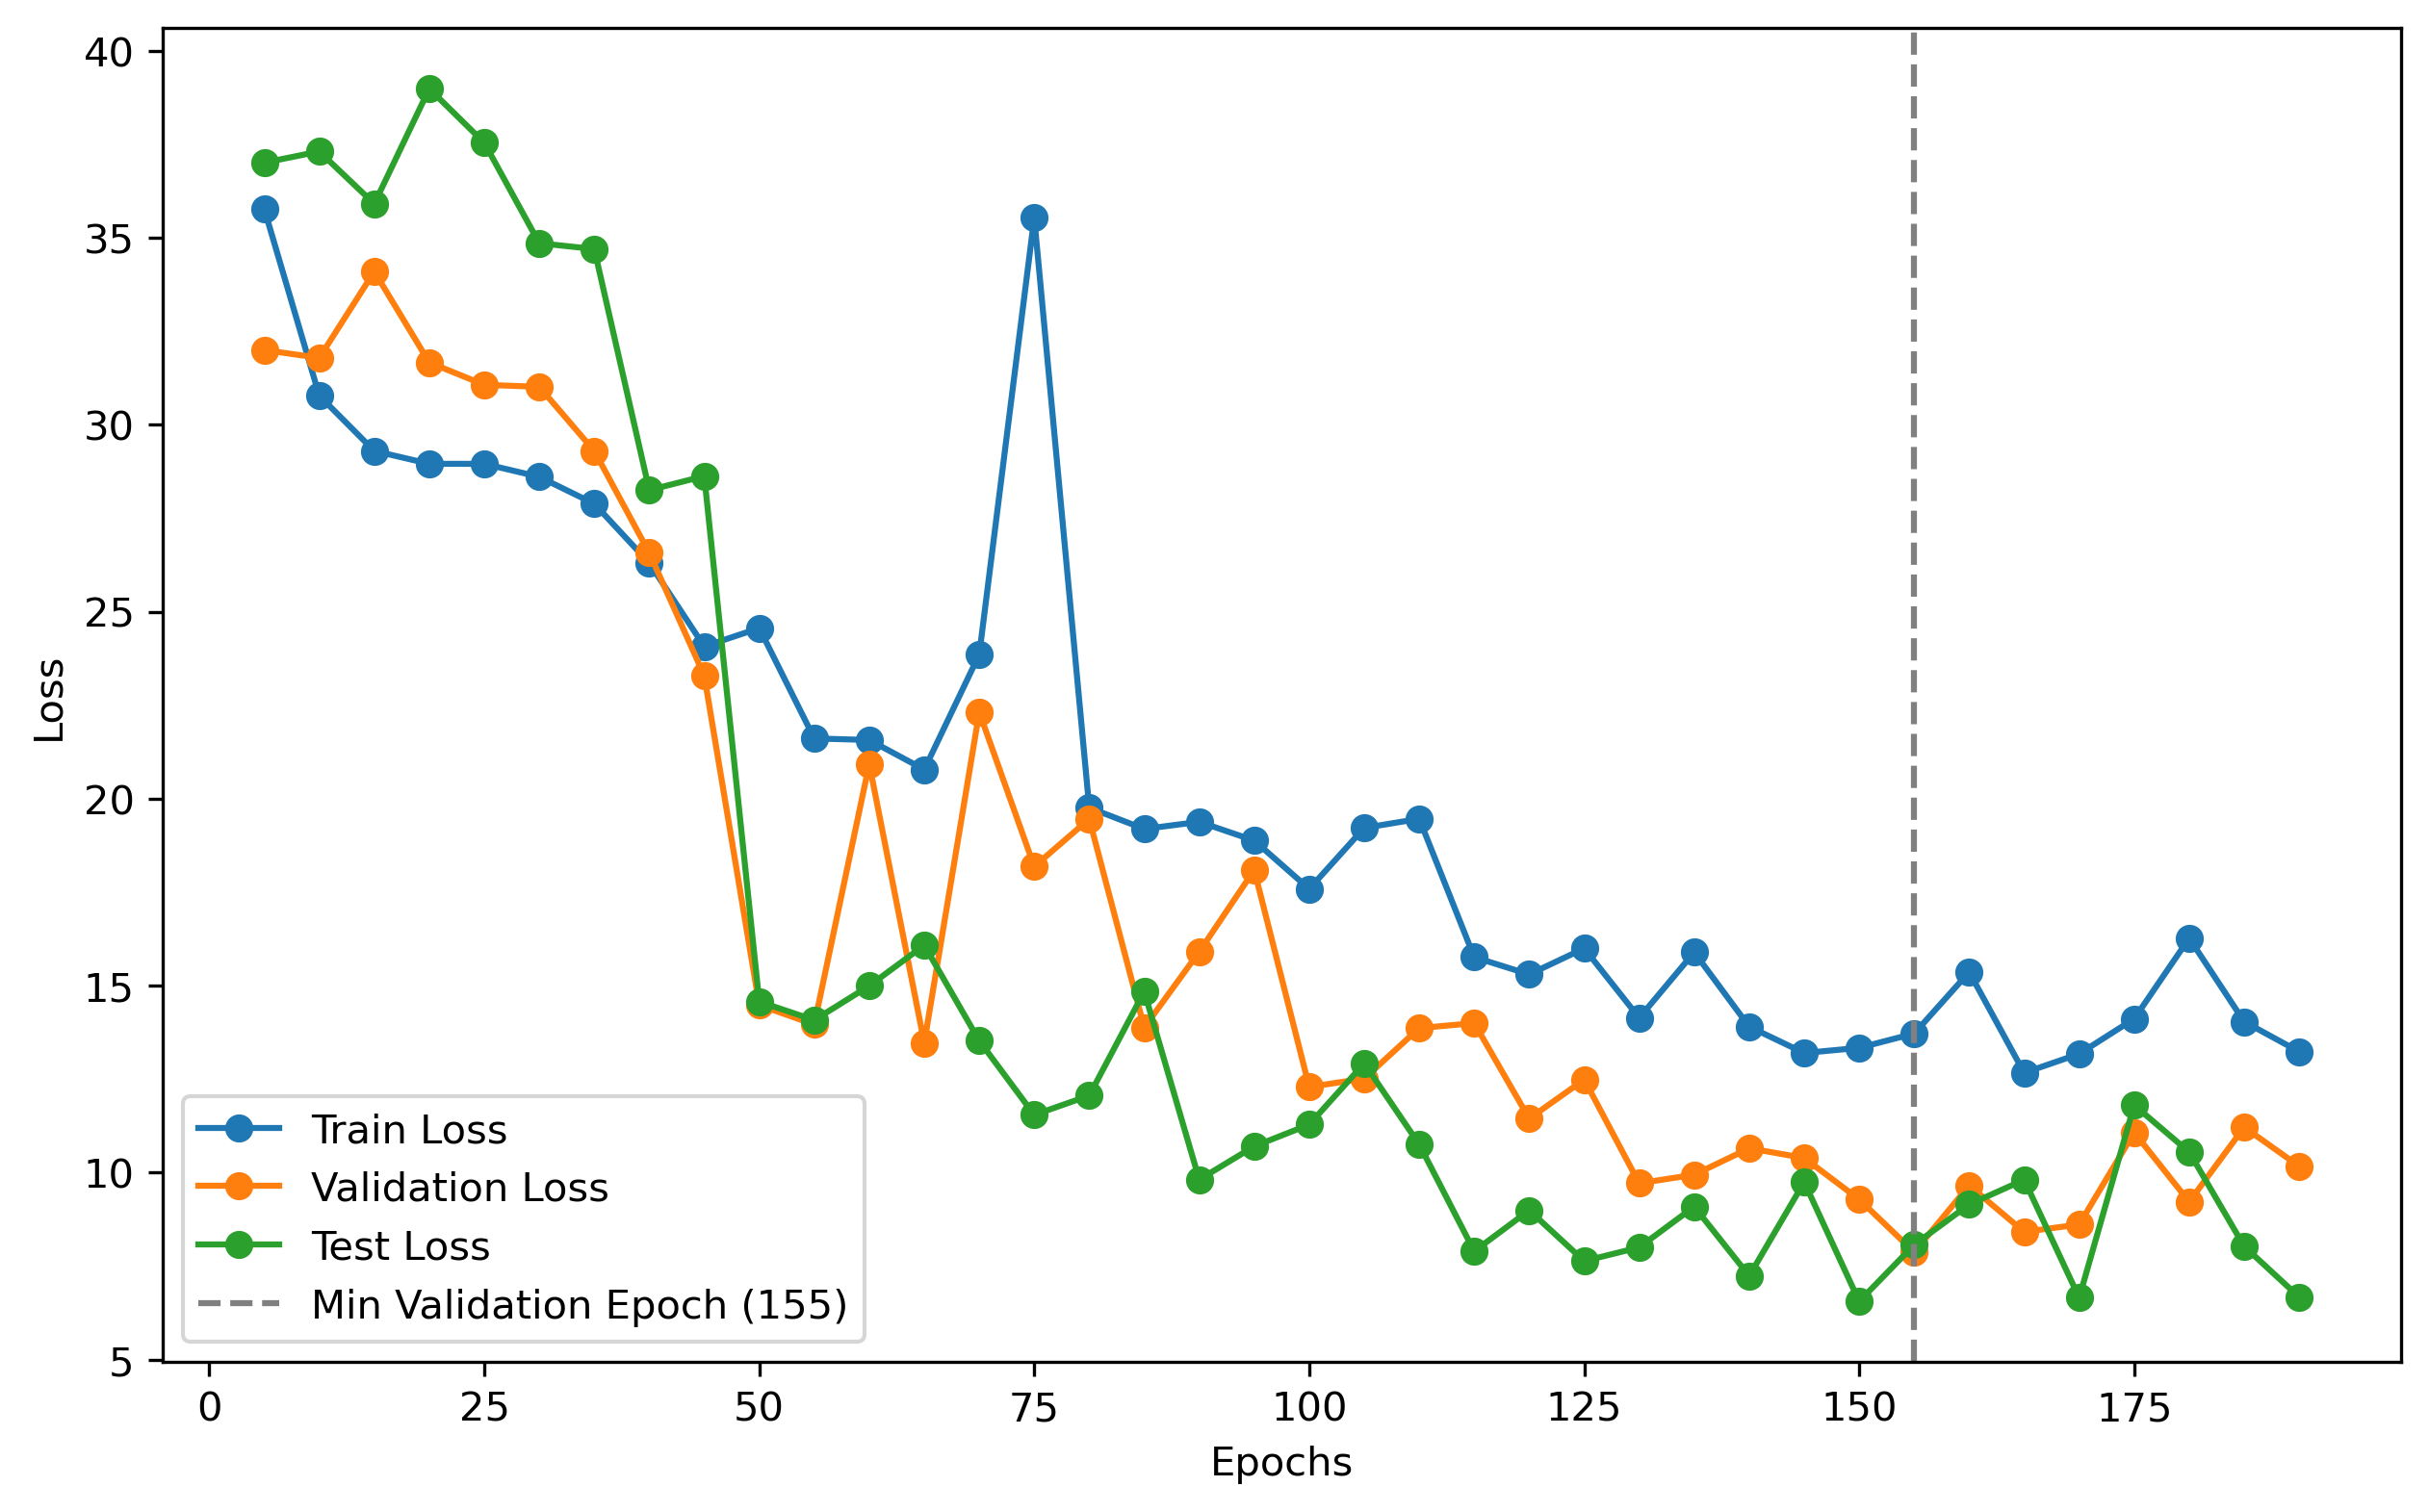 40
35
30
25
20
15
10
5
Loss
Train Loss
Validation Loss
Test Loss
Min Validation Epoch (155)
0 25 50 75 100 125 150 175
Epochs